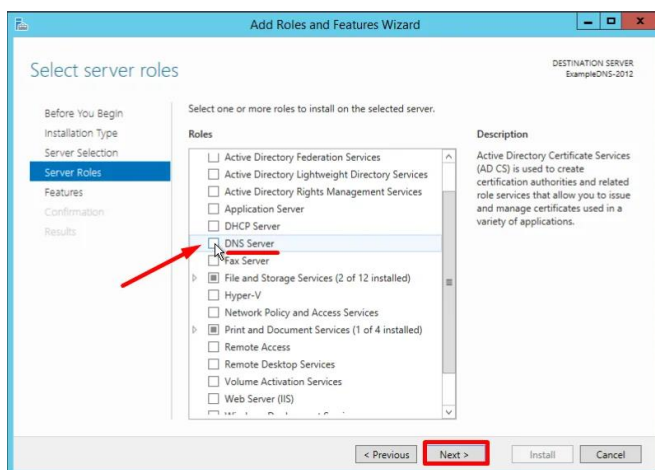 Add Roles and Features Wizard
Select server roles
DESTINATION SERVER
ExampleDNS-2012
Before You Begin
Installation Type
Server Selection
Server Roles
Features
Confirmation
Results
Select one or more roles to install on the selected server.
Roles
Active Directory Federation Services
Active Directory Lightweight Directory Services
Active Directory Rights Management Services
Application Server
DHCP Server
DNS Server
Fax Server
File and Storage Services (2 of 12 installed)
Hyper-V
Network Policy and Access Services
Print and Document Services (1 of 4 installed)
Remote Access
Remote Desktop Services
Volume Activation Services
Web Server (IIS)
Description
Active Directory Certificate Services
(AD CS) is used to create
certification authorities and related
role services that allow you to issue
and manage certificates used in a
variety of applications.
< Previous
Next >
Install
Cancel